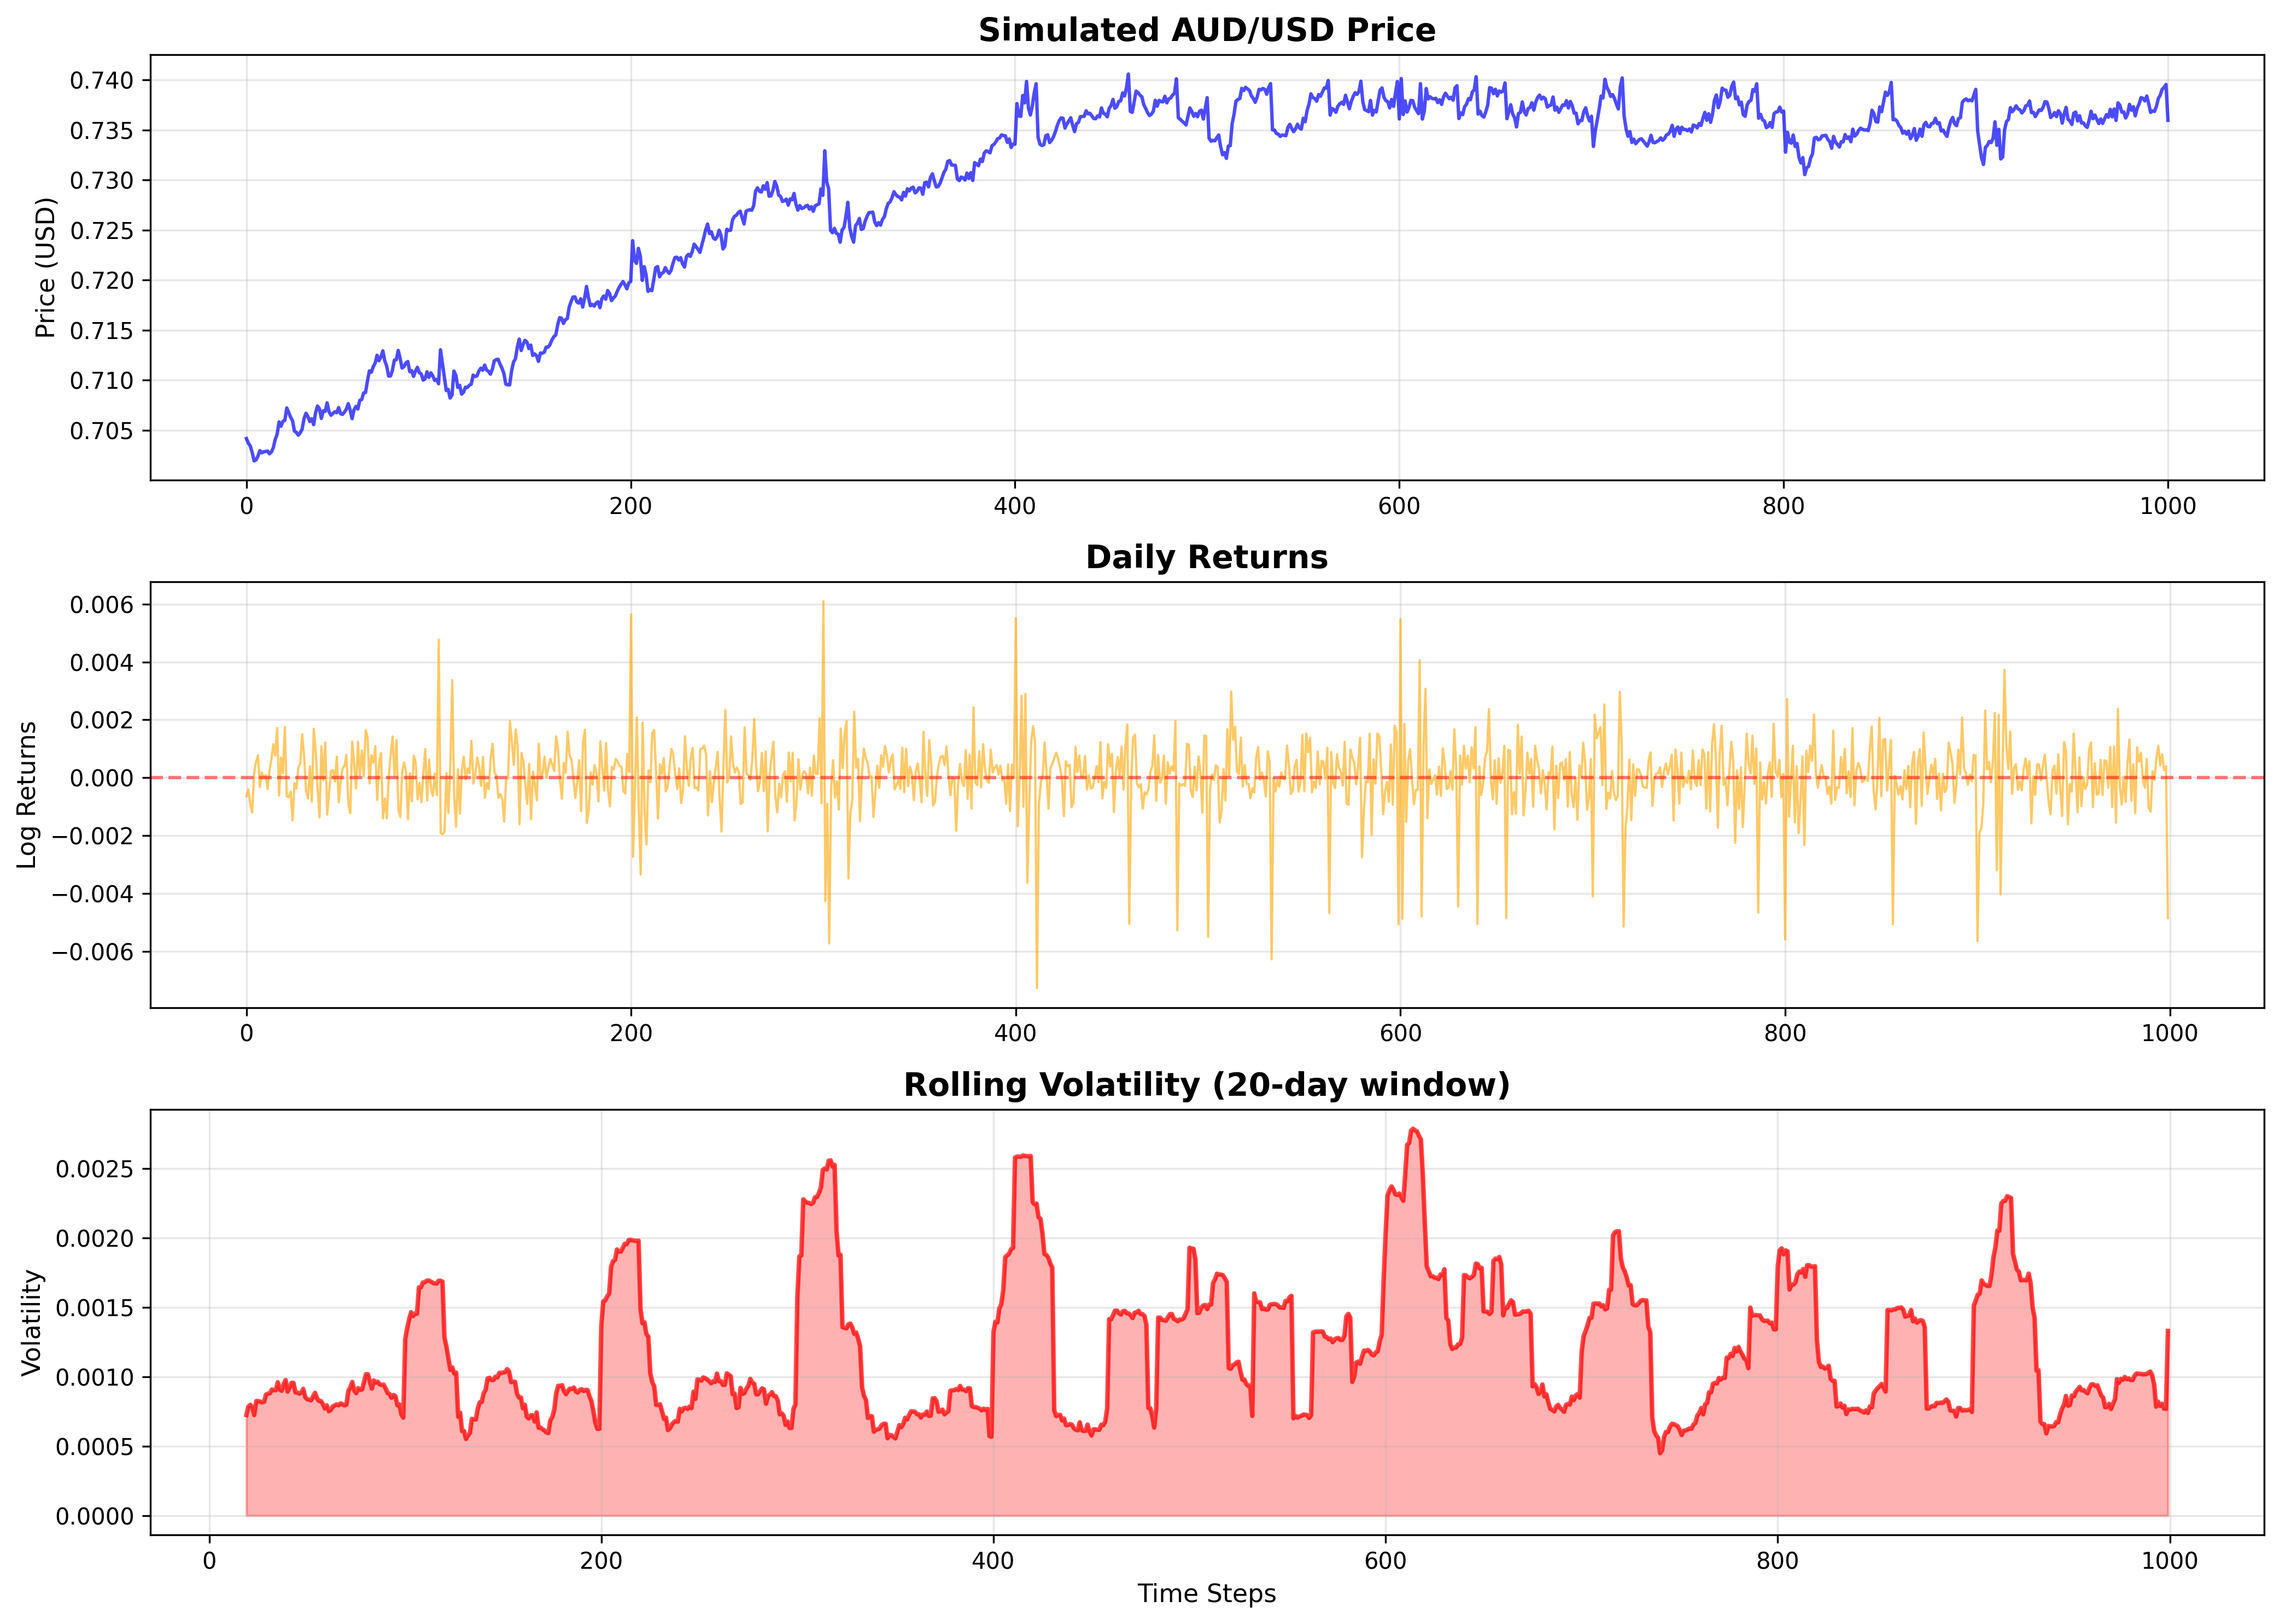 Simulated AUD/USD Price
Price (USD)
0.740
0.735
0.730
0.725
0.720
0.715
0.710
0.705
0 200 400 600 800 1000
Daily Returns
Log Returns
0.006
0.004
0.002
0.000
−0.002
−0.004
−0.006
0 200 400 600 800 1000
Rolling Volatility (20-day window)
Volatility
0.0025
0.0020
0.0015
0.0010
0.0005
0.0000
0 200 400 600 800 1000
Time Steps